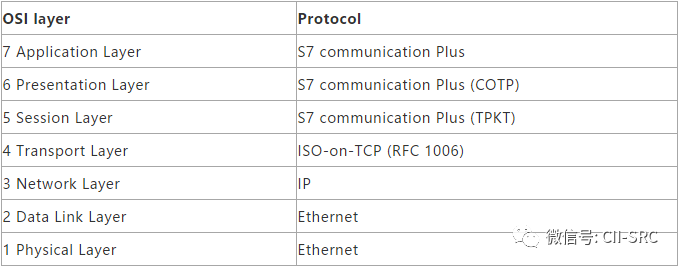 OSI layer Protocol
7 Application Layer S7 communication Plus
6 Presentation Layer S7 communication Plus (COTP)
5 Session Layer S7 communication Plus (TPKT)
4 Transport Layer ISO-on-TCP (RFC 1006)
3 Network Layer IP
2 Data Link Layer Ethernet
1 Physical Layer Ethernet
微信号: CII-SRC